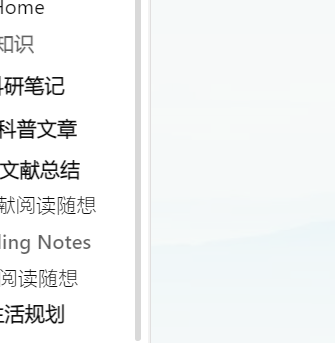 Home
知识
科研笔记
科普文章
文献总结
献阅读随想
ding Notes
阅读随想
生活规划